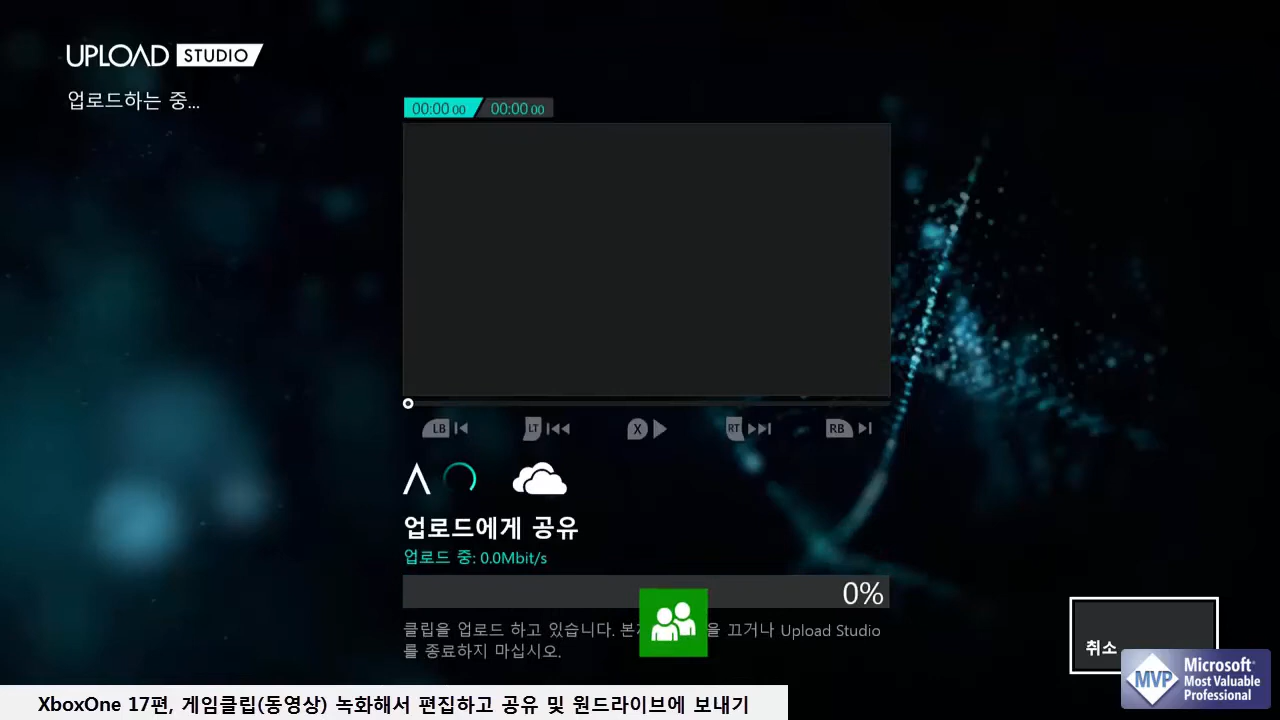 UPLOAD STUDIO
업로드하는 중...
00:00 00 00:00 00
LB LT X RT RB
업로드에게 공유
업로드 중: 0.0Mbit/s
0%
클립을 업로드 하고 있습니다. 을 끄거나 Upload Studio
를 종료하지 마십시오.
취소
MVP
Microsoft®
Most Valuable
Professional
XboxOne 17편, 게임클립(동영상) 녹화해서 편집하고 공유 및 원드라이브에 보내기